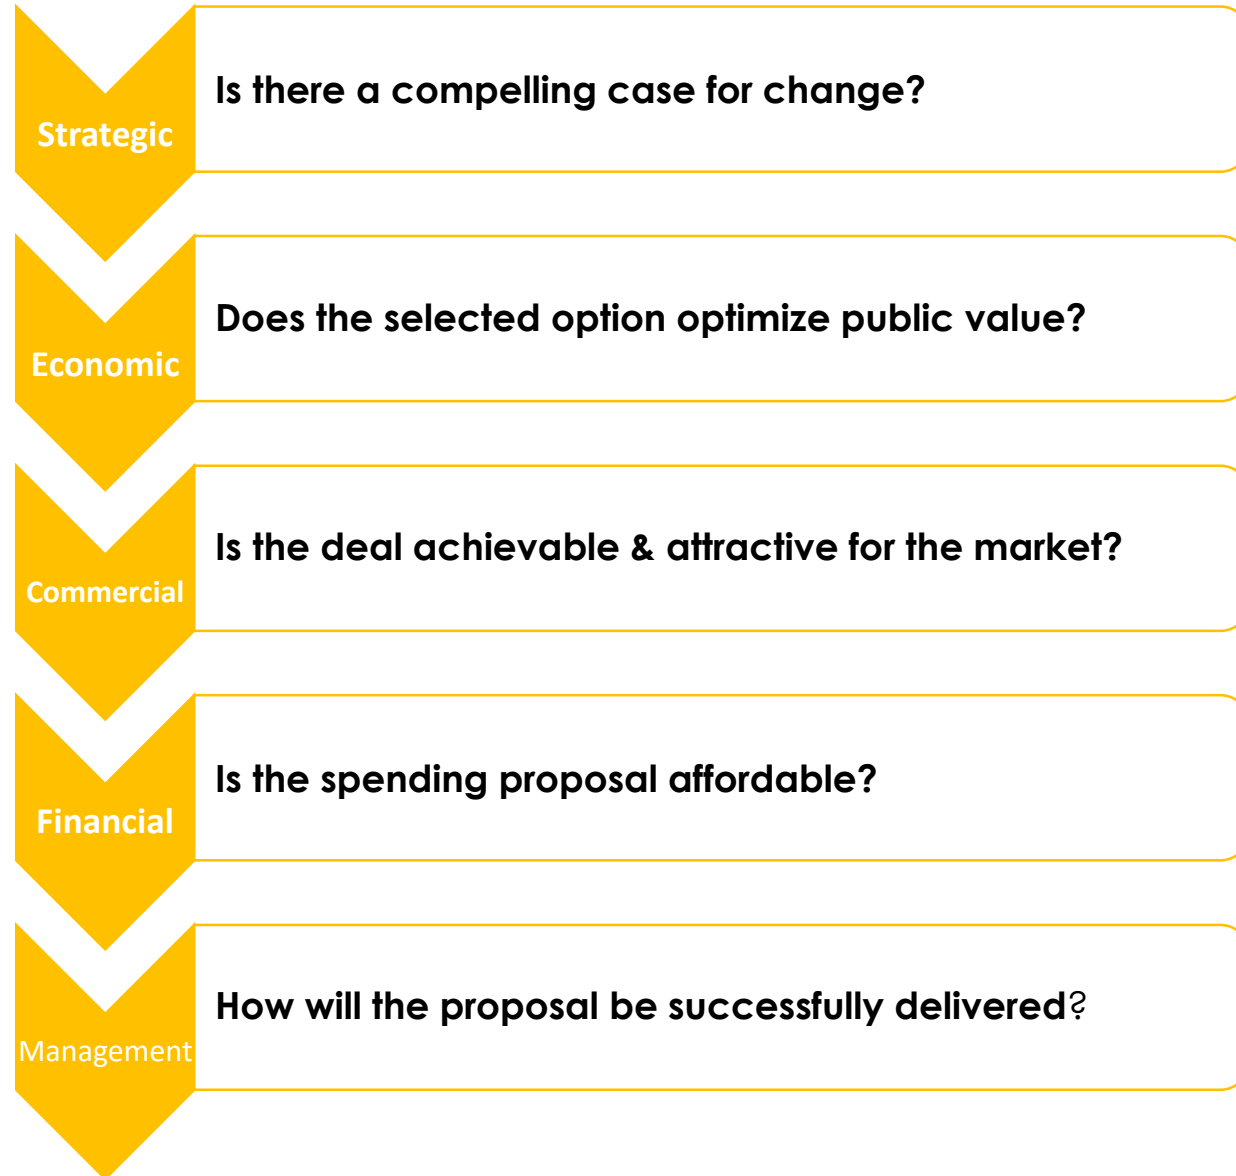 Strategic
Is there a compelling case for change?
Economic
Does the selected option optimize public value?
Commercial
Is the deal achievable & attractive for the market?
Financial
Is the spending proposal affordable?
Management
How will the proposal be successfully delivered?